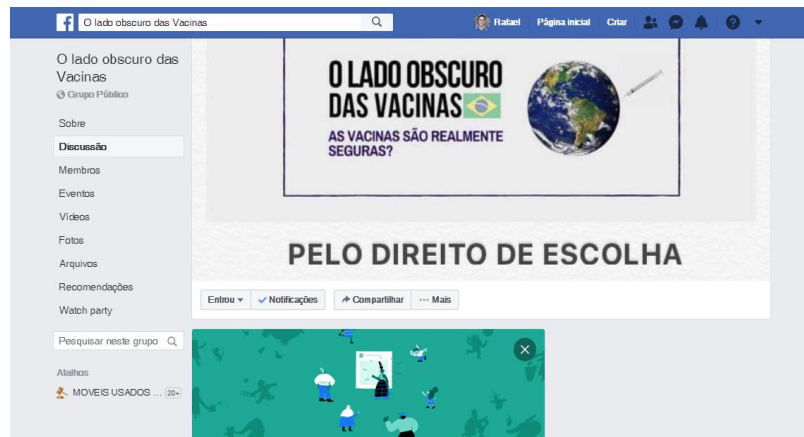 O lado obscuro das Vacinas
Rafael
Página inicial
Criar
O lado obscuro das
Vacinas
Grupo Público
Sobre
Discussão
Membros
Eventos
Vídeos
Fotos
Arquivos
Recomendações
Watch party
Pesquisar neste grupo
Atalhos
MOVEIS USADOS ... 20+
O LADO OBSCURO
DAS VACINAS
AS VACINAS SÃO REALMENTE
SEGURAS?
PELO DIREITO DE ESCOLHA
Entrou
Notificações
Compartilhar
Mais